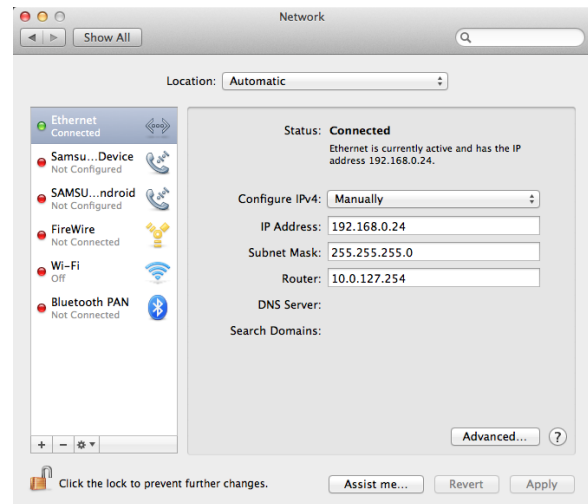 Network
Show All
Location: Automatic
Ethernet
Connected
Samsu...Device
Not Configured
SAMSU...ndroid
Not Configured
FireWire
Not Connected
Wi-Fi
Off
Bluetooth PAN
Not Connected
Status: Connected
Ethernet is currently active and has the IP
address 192.168.0.24.
Configure IPv4: Manually
IP Address: 192.168.0.24
Subnet Mask: 255.255.255.0
Router: 10.0.127.254
DNS Server:
Search Domains:
Advanced... ?
Click the lock to prevent further changes.
Assist me... Revert Apply